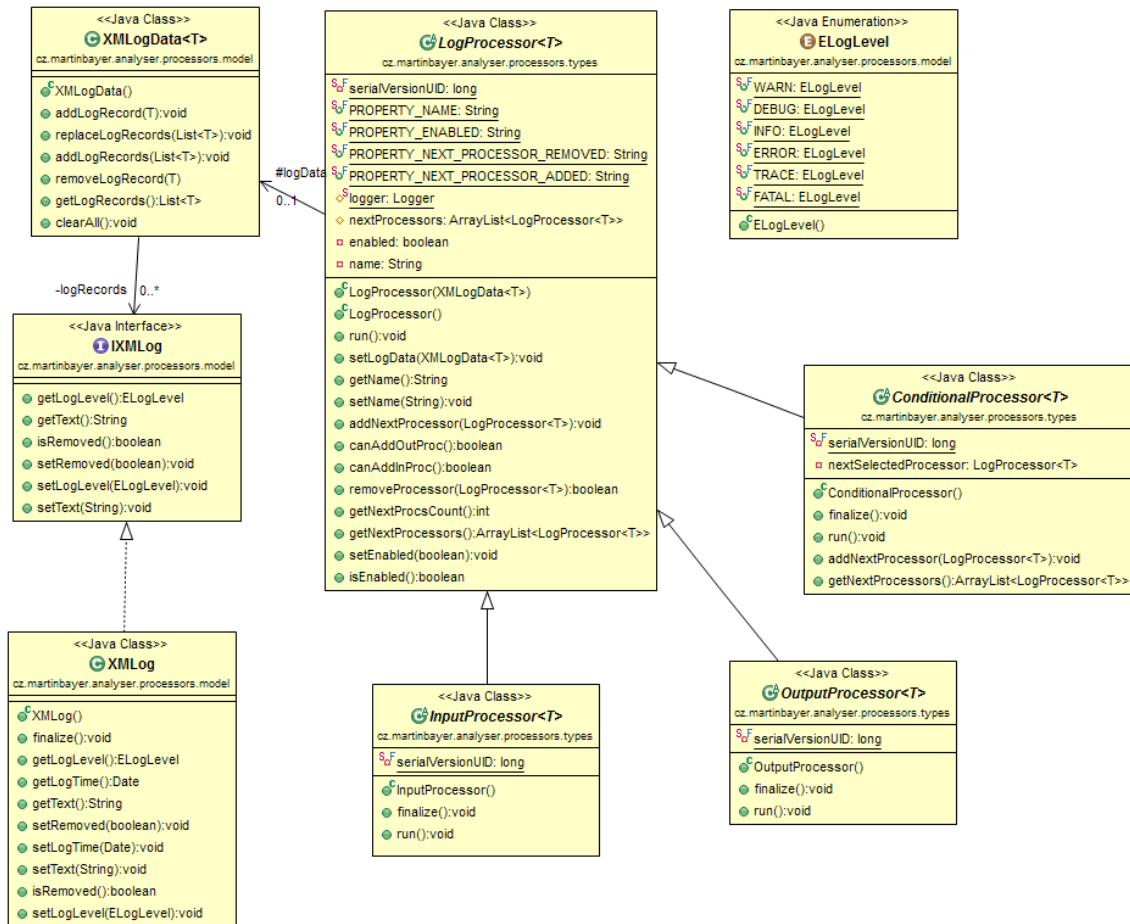 <<Java Class>>
XMLogData<T>
cz.martinbayer.analyser.processors.model
XMLogData()
addLogRecord(T):void
replaceLogRecords(List<T>):void
addLogRecords(List<T>):void
removeLogRecord(T)
getLogRecords():List<T>
clearAll():void
#logData
0..1
-logRecords 0..*
<<Java Interface>>
IXMLog
cz.martinbayer.analyser.processors.model
getLogLevel():ELogLevel
getText():String
isRemoved():boolean
setRemoved(boolean):void
setLogLevel(ELogLevel):void
setText(String):void
<<Java Class>>
XMLog
cz.martinbayer.analyser.processors.model
XMLog()
finalize():void
getLogLevel():ELogLevel
getLogTime():Date
getText():String
setRemoved(boolean):void
setLogTime(Date):void
setText(String):void
isRemoved():boolean
setLogLevel(ELogLevel):void
<<Java Class>>
LogProcessor<T>
cz.martinbayer.analyser.processors.types
serialVersionUID: long
PROPERTY_NAME: String
PROPERTY_ENABLED: String
PROPERTY_NEXT_PROCESSOR_REMOVED: String
PROPERTY_NEXT_PROCESSOR_ADDED: String
logger: Logger
nextProcessors: ArrayList<LogProcessor<T>>
enabled: boolean
name: String
LogProcessor(XMLogData<T>)
LogProcessor()
run():void
setLogData(XMLogData<T>):void
getName():String
setName(String):void
addNextProcessor(LogProcessor<T>):void
canAddOutProc():boolean
canAddInProc():boolean
removeProcessor(LogProcessor<T>):boolean
getNextProcsCount():int
getNextProcessors():ArrayList<LogProcessor<T>>
setEnabled(boolean):void
isEnabled():boolean
<<Java Enumeration>>
ELogLevel
cz.martinbayer.analyser.processors.model
WARN: ELogLevel
DEBUG: ELogLevel
INFO: ELogLevel
ERROR: ELogLevel
TRACE: ELogLevel
FATAL: ELogLevel
ELogLevel()
<<Java Class>>
ConditionalProcessor<T>
cz.martinbayer.analyser.processors.types
serialVersionUID: long
nextSelectedProcessor: LogProcessor<T>
ConditionalProcessor()
finalize():void
run():void
addNextProcessor(LogProcessor<T>):void
getNextProcessors():ArrayList<LogProcessor<T>>
<<Java Class>>
InputProcessor<T>
cz.martinbayer.analyser.processors.types
serialVersionUID: long
InputProcessor()
finalize():void
run():void
<<Java Class>>
OutputProcessor<T>
cz.martinbayer.analyser.processors.types
serialVersionUID: long
OutputProcessor()
finalize():void
run():void